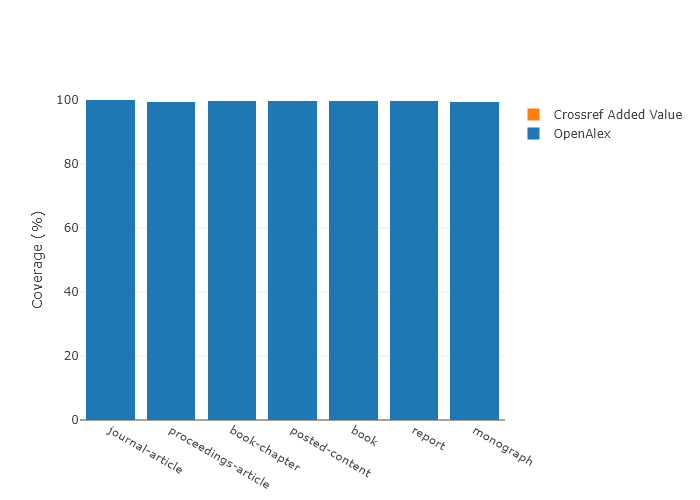 100
80
60
40
20
0
Coverage (%)
journal-article
proceedings-article
book-chapter
posted-content
book
report
monograph
Crossref Added Value
OpenAlex